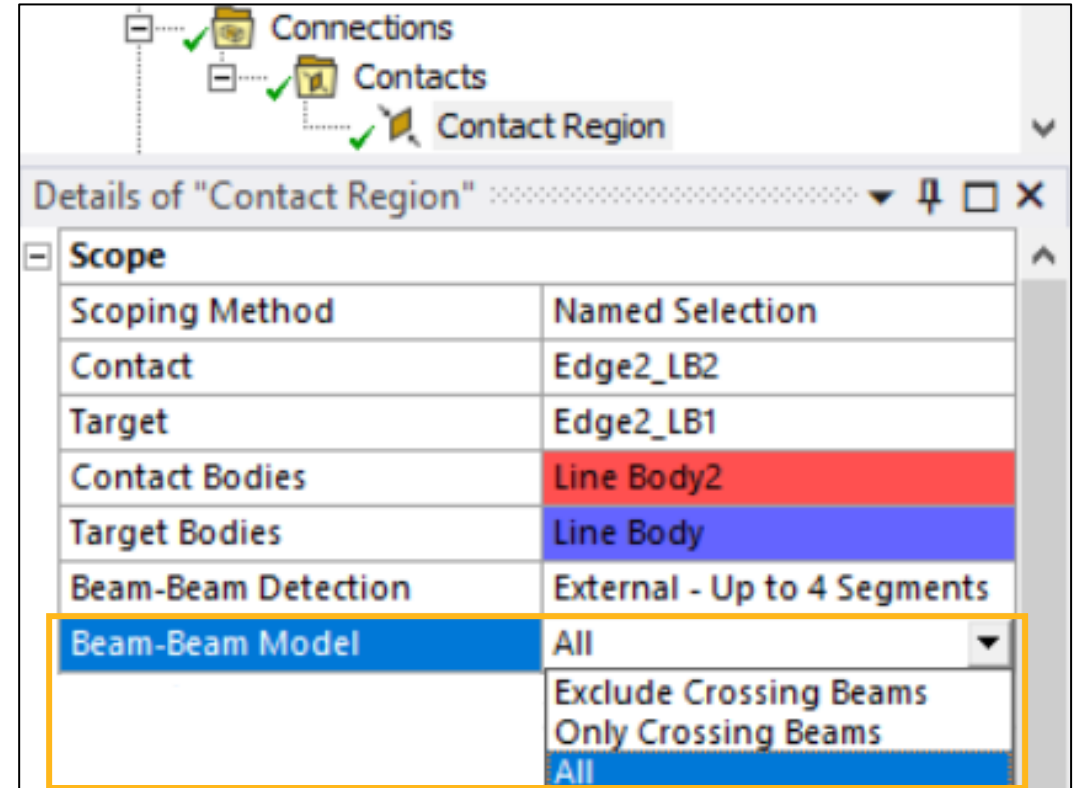 Connections
Contacts
Contact Region
Details of "Contact Region"
Scope
Scoping Method Named Selection
Contact Edge2_LB2
Target Edge2_LB1
Contact Bodies Line Body2
Target Bodies Line Body
Beam-Beam Detection External - Up to 4 Segments
Beam-Beam Model All
Exclude Crossing Beams
Only Crossing Beams
All